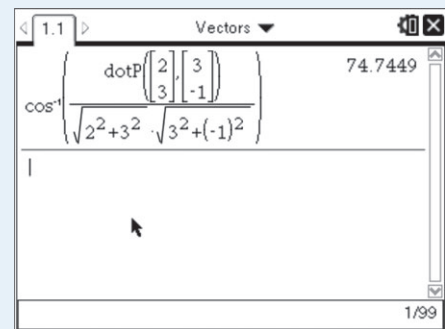 1.1 Vectors
cos⁻¹(dotP([2 3],[3 -1])/(√(2²+3²)·√(3²+(-1)²))) 74.7449
1/99